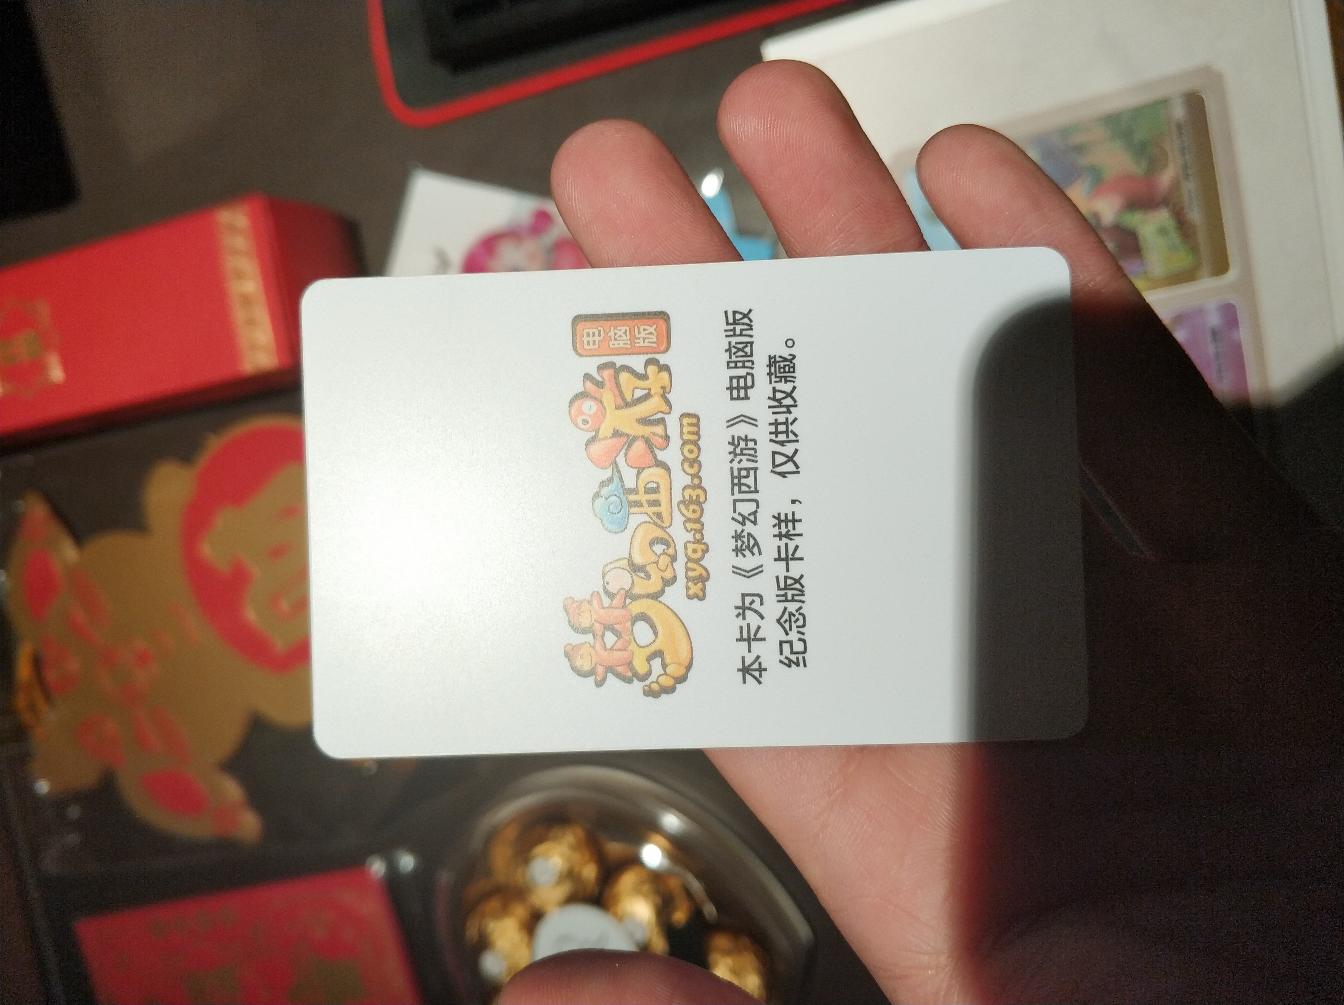 梦幻西游
电脑版
xyq.163.com
本卡为《梦幻西游》电脑版
纪念版卡样，仅供收藏。